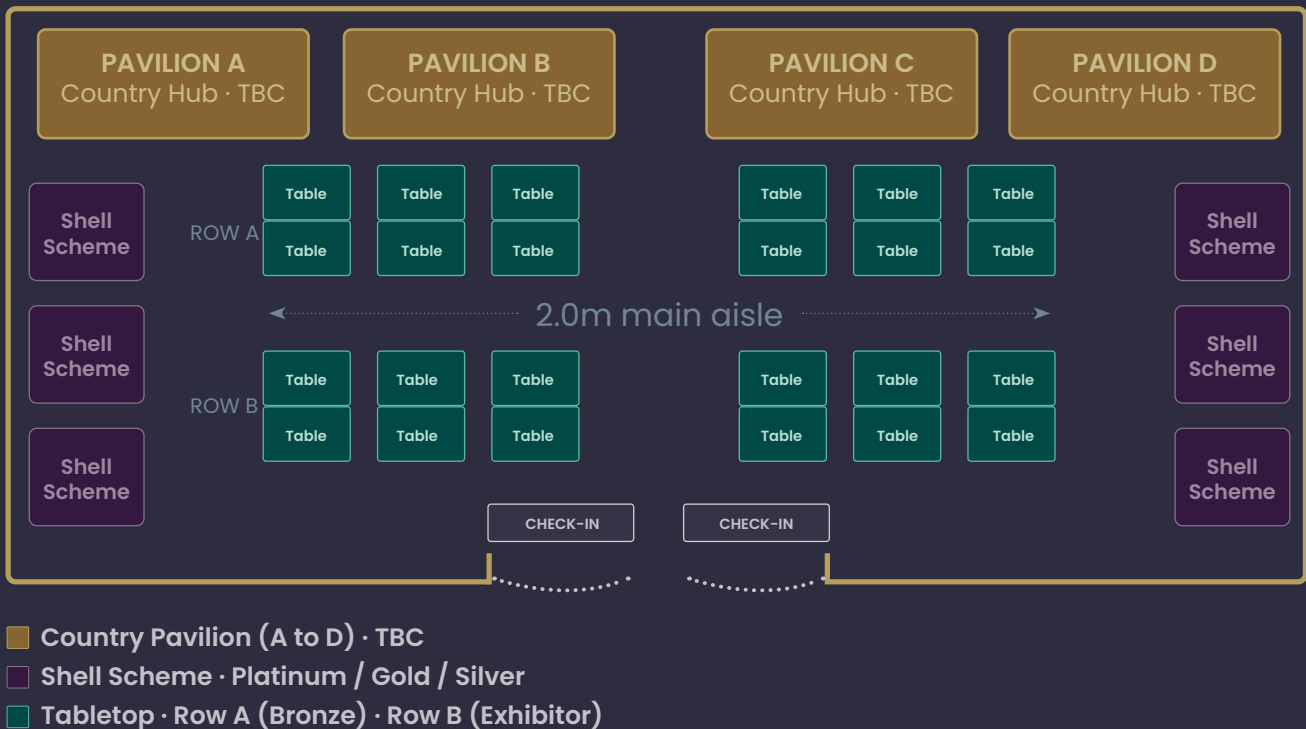 PAVILION A
Country Hub · TBC
PAVILION B
Country Hub · TBC
PAVILION C
Country Hub · TBC
PAVILION D
Country Hub · TBC
Shell
Scheme
ROW A
Table
Table
Table
Table
Table
Table
Table
Table
Table
Table
Table
Table
Shell
Scheme
2.0m main aisle
Shell
Scheme
Shell
Scheme
ROW B
Table
Table
Table
Table
Table
Table
Table
Table
Table
Table
Table
Table
Shell
Scheme
Shell
Scheme
CHECK-IN
CHECK-IN
Country Pavilion (A to D) · TBC
Shell Scheme · Platinum / Gold / Silver
Tabletop · Row A (Bronze) · Row B (Exhibitor)